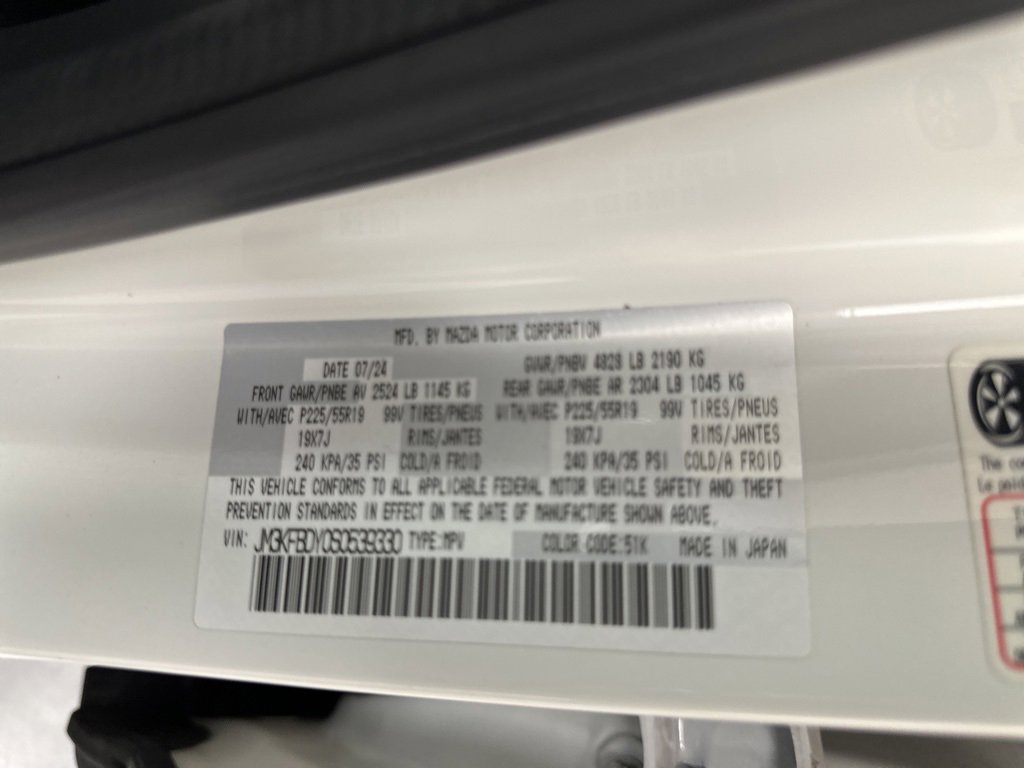 MFD. BY MAZDA MOTOR CORPORATION
DATE 07/24 GVWR/PNBV 4828 LB 2190 KG
FRONT GAWR/PNBE AV 2524 LB 1145 KG REAR GAWR/PNBE AR 2304 LB 1045 KG
WITH/AVEC P225/55R19 99V TIRES/PNEUS WITH/AVEC P225/55R19 99V TIRES/PNEUS
19X7J RIMS/JANTES 19X7J RIMS/JANTES
240 KPA/35 PSI COLD/A FROID 240 KPA/35 PSI COLD/A FROID
THIS VEHICLE CONFORMS TO ALL APPLICABLE FEDERAL MOTOR VEHICLE SAFETY AND THEFT
PREVENTION STANDARDS IN EFFECT ON THE DATE OF MANUFACTURE SHOWN ABOVE.
VIN: JM3KFBDY0S0539330 TYPE:MPV COLOR CODE:51K MADE IN JAPAN
The
Le